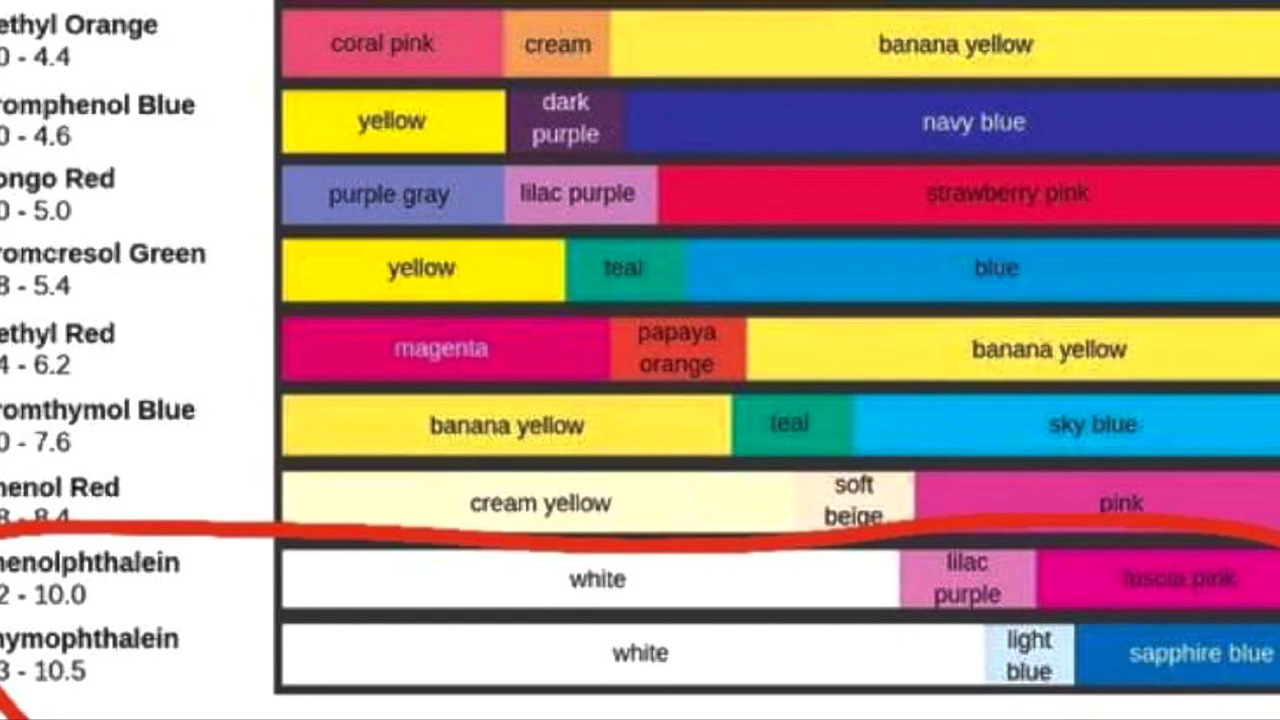 ethyl Orange
0 - 4.4
coral pink
cream
banana yellow
romphenol Blue
0 - 4.6
yellow
dark
purple
navy blue
ongo Red
0 - 5.0
purple gray
lilac purple
strawberry pink
romcresol Green
8 - 5.4
yellow
teal
blue
ethyl Red
4 - 6.2
magenta
papaya
orange
banana yellow
romthymol Blue
0 - 7.6
banana yellow
teal
sky blue
henol Red
8 - 8.4
cream yellow
soft
beige
pink
henolphthalein
2 - 10.0
white
lilac
purple
fuscia pink
hymophthalein
3 - 10.5
white
light
blue
sapphire blue